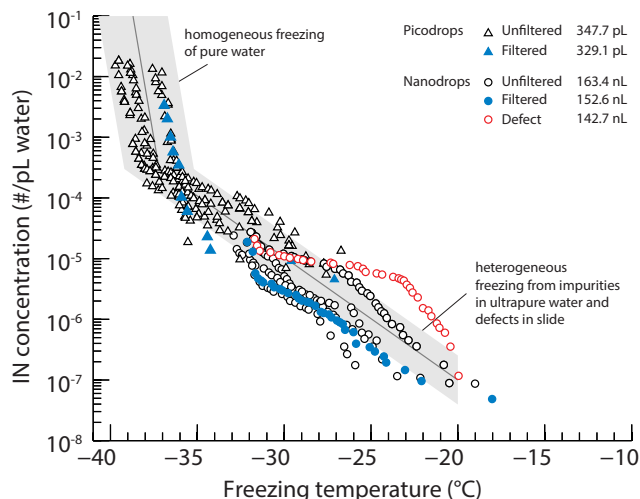 10⁻¹
10⁻²
10⁻³
10⁻⁴
10⁻⁵
10⁻⁶
10⁻⁷
10⁻⁸
IN concentration (#/pL water)
homogeneous freezing
of pure water
Picodrops Unfiltered 347.7 pL
Filtered 329.1 pL
Nanodrops Unfiltered 163.4 nL
Filtered 152.6 nL
Defect 142.7 nL
heterogeneous
freezing from impurities
in ultrapure water and
defects in slide
−40 −35 −30 −25 −20 −15 −10
Freezing temperature (°C)